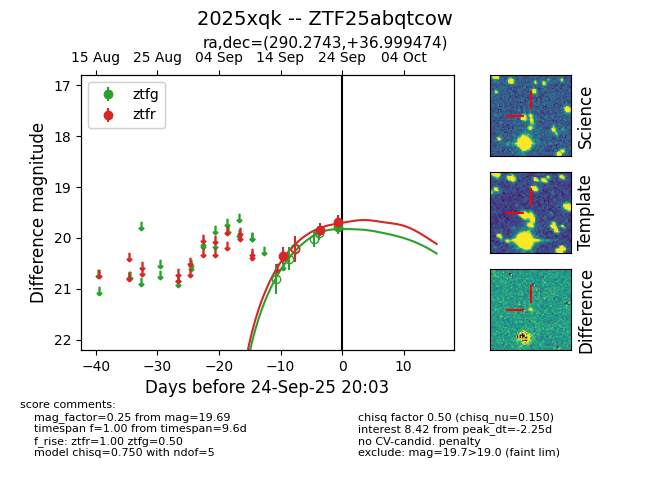 2025xqk -- ZTF25abqtcow
ra,dec=(290.2743,+36.999474)
15 Aug 25 Aug 04 Sep 14 Sep 24 Sep 04 Oct
17
18
19
20
21
22
Difference magnitude
ztfg
ztfr
−40 −30 −20 −10 0 10
Days before 24-Sep-25 20:03
Science
Template
Difference
score comments:
mag_factor=0.25 from mag=19.69
timespan f=1.00 from timespan=9.6d
f_rise: ztfr=1.00 ztfg=0.50
model chisq=0.750 with ndof=5
chisq factor 0.50 (chisq_nu=0.150)
interest 8.42 from peak_dt=-2.25d
no CV-candid. penalty
exclude: mag=19.7>19.0 (faint lim)